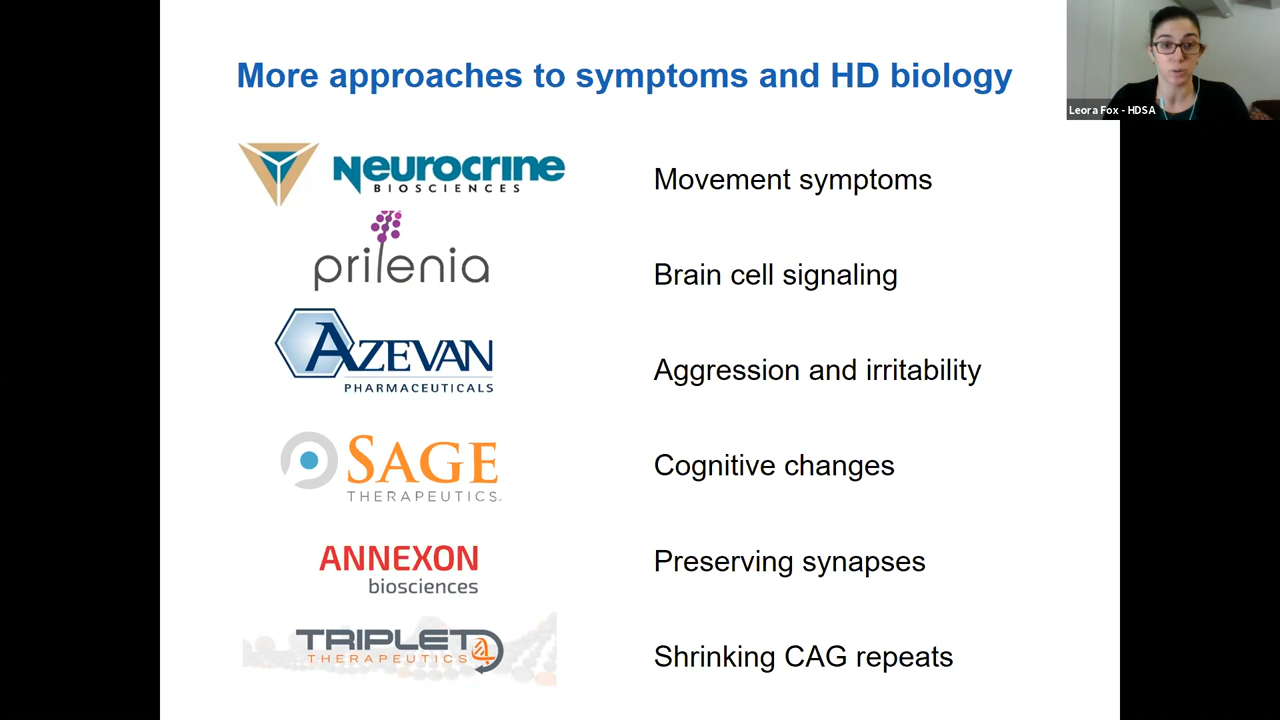 More approaches to symptoms and HD biology
Leora Fox - HDSA
Neurocrine
BIOSCIENCES
Movement symptoms
prilenia
Brain cell signaling
AZEVAN
PHARMACEUTICALS
Aggression and irritability
SAGE
THERAPEUTICS
Cognitive changes
ANNEXON
biosciences
Preserving synapses
TRIPLET
THERAPEUTICS
Shrinking CAG repeats